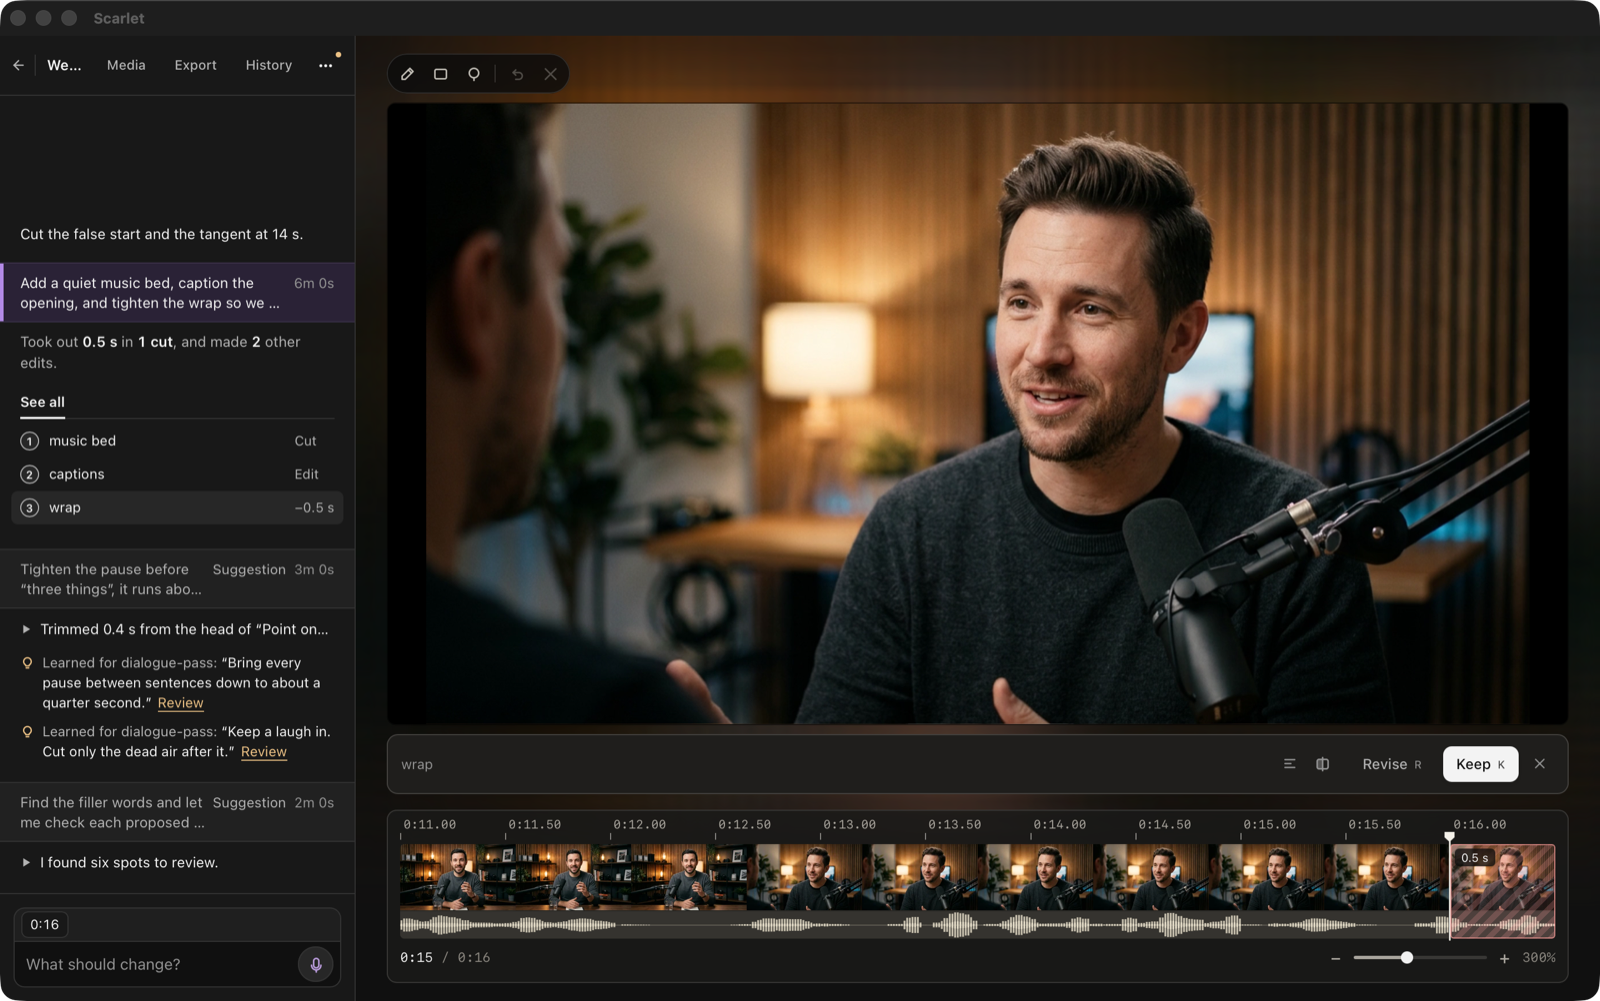 Scarlet
We...
Media
Export
History
Cut the false start and the tangent at 14 s.
Add a quiet music bed, caption the
opening, and tighten the wrap so we ...
6m 0s
Took out 0.5 s in 1 cut, and made 2 other
edits.
See all
1 music bed Cut
2 captions Edit
3 wrap −0.5 s
Tighten the pause before
“three things”, it runs abo...
Suggestion 3m 0s
Trimmed 0.4 s from the head of “Point on...
Learned for dialogue-pass: “Bring every
pause between sentences down to about a
quarter second.” Review
Learned for dialogue-pass: “Keep a laugh in.
Cut only the dead air after it.” Review
Find the filler words and let
me check each proposed ...
Suggestion 2m 0s
I found six spots to review.
0:16
What should change?
wrap
Revise R
Keep K
0:11.00 0:11.50 0:12.00 0:12.50 0:13.00 0:13.50 0:14.00 0:14.50 0:15.00 0:15.50 0:16.00
0.5 s
0:15 / 0:16
300%